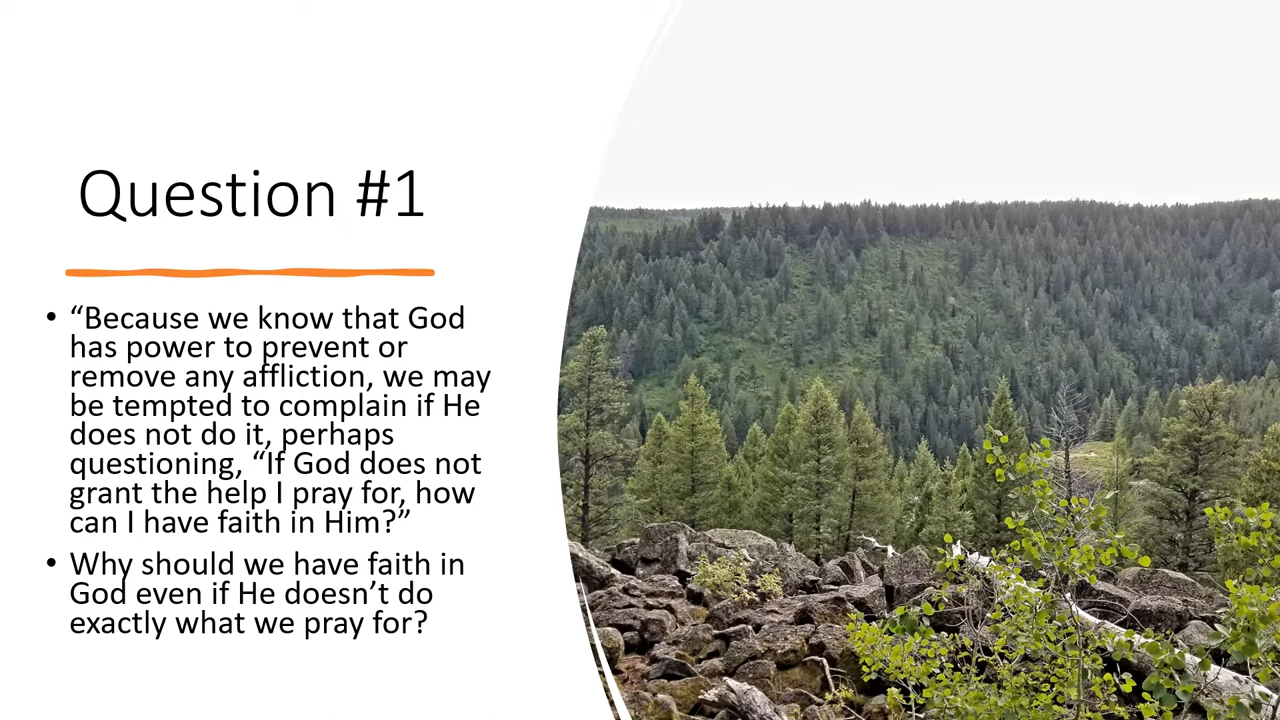 Question #1
• “Because we know that God
has power to prevent or
remove any affliction, we may
be tempted to complain if He
does not do it, perhaps
questioning, “If God does not
grant the help I pray for, how
can I have faith in Him?”
• Why should we have faith in
God even if He doesn’t do
exactly what we pray for?